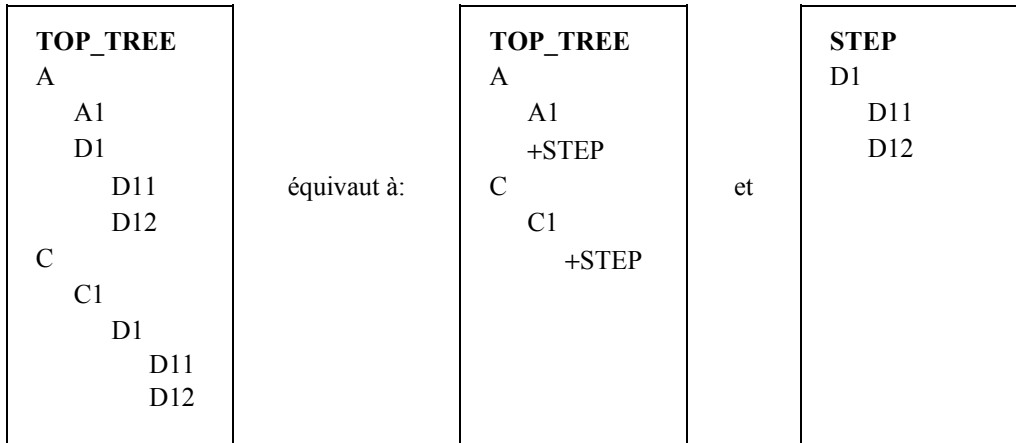 TOP_TREE
A
A1
D1
D11
D12
C
C1
D1
D11
D12
équivaut à:
TOP_TREE
A
A1
+STEP
C
C1
+STEP
et
STEP
D1
D11
D12